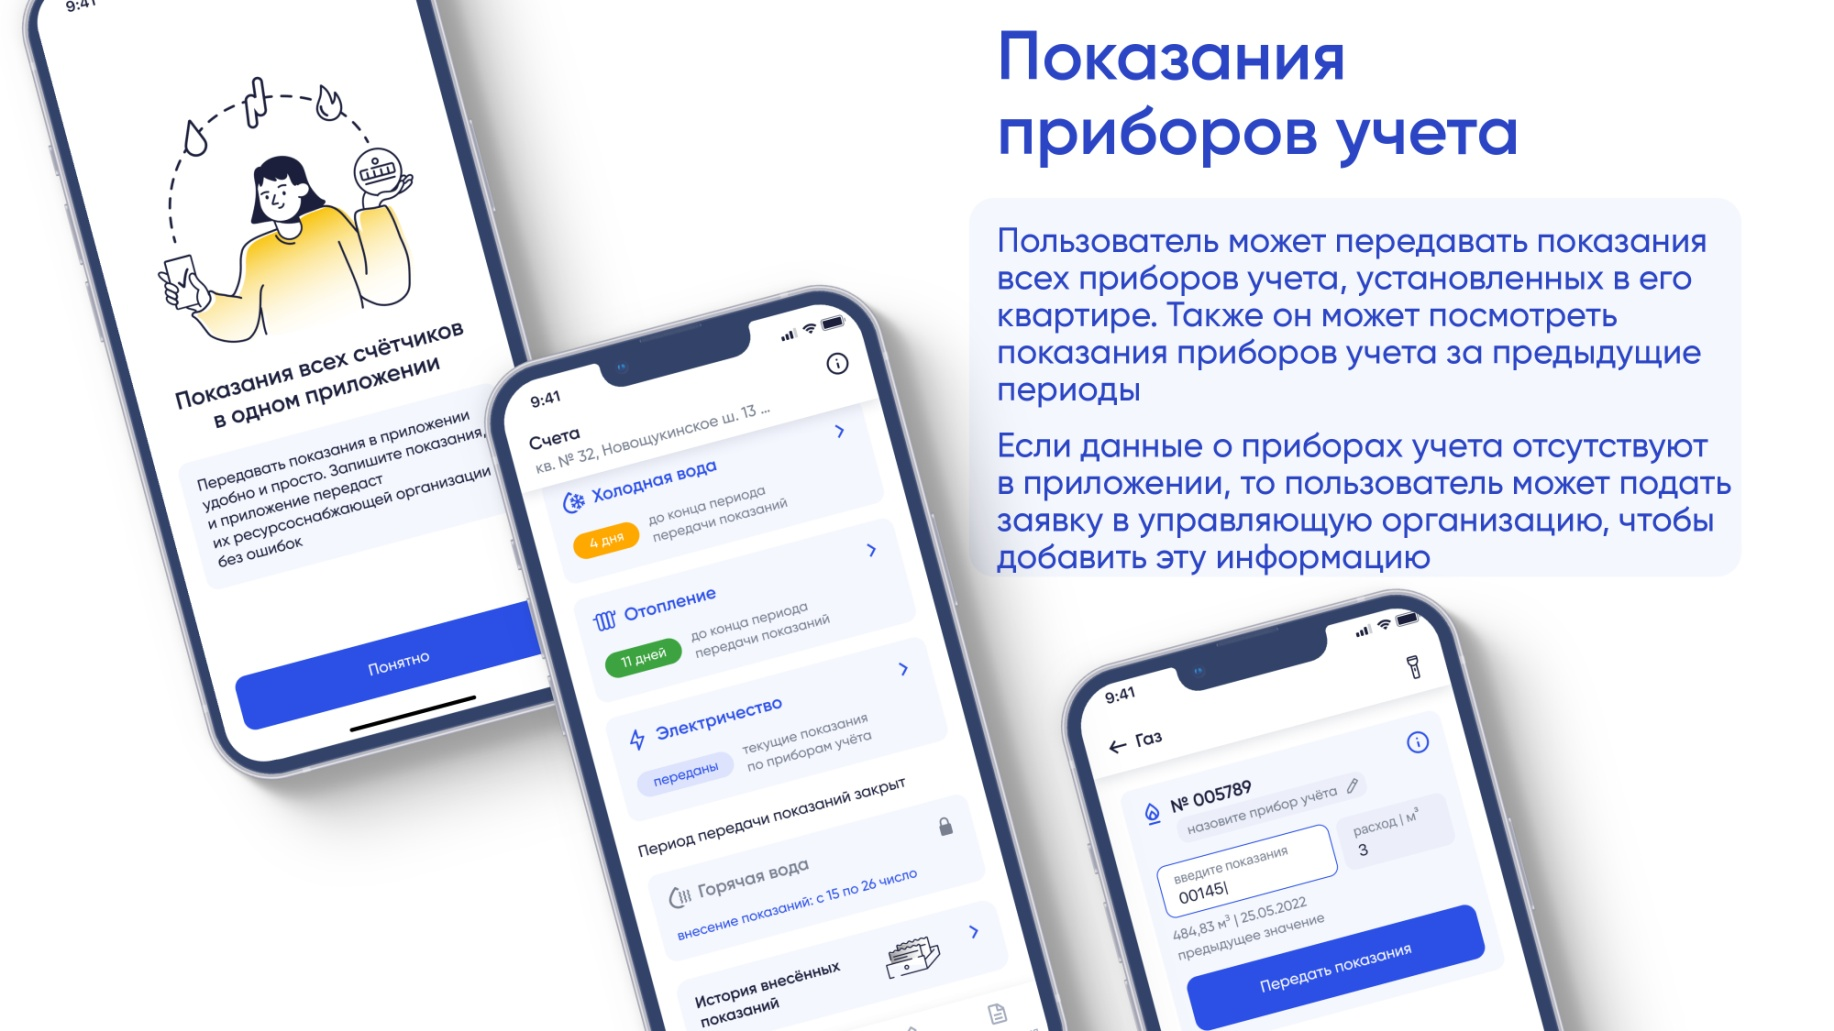 Показания
приборов учета
Пользователь может передавать показания
всех приборов учета, установленных в его
квартире. Также он может посмотреть
показания приборов учета за предыдущие
периоды
Если данные о приборах учета отсутствуют
в приложении, то пользователь может подать
заявку в управляющую организацию, чтобы
добавить эту информацию
9:41
Показания всех счётчиков
в одном приложении
Передавать показания в приложении
удобно и просто. Запишите показания,
и приложение передаст
их ресурсоснабжающей организации
без ошибок
Понятно
9:41
Счета
кв. № 32, Новощукинское ш. 13 ...
Холодная вода
4 дня
до конца периода
передачи показаний
Отопление
11 дней
до конца периода
передачи показаний
Электричество
переданы
текущие показания
по приборам учёта
Период передачи показаний закрыт
Горячая вода
внесение показаний: с 15 по 26 число
История внесённых
показаний
9:41
← Газ
№ 005789
назовите прибор учёта
введите показания
00145|
расход | м³
3
484,83 м³ | 25.05.2022
предыдущее значение
Передать показания